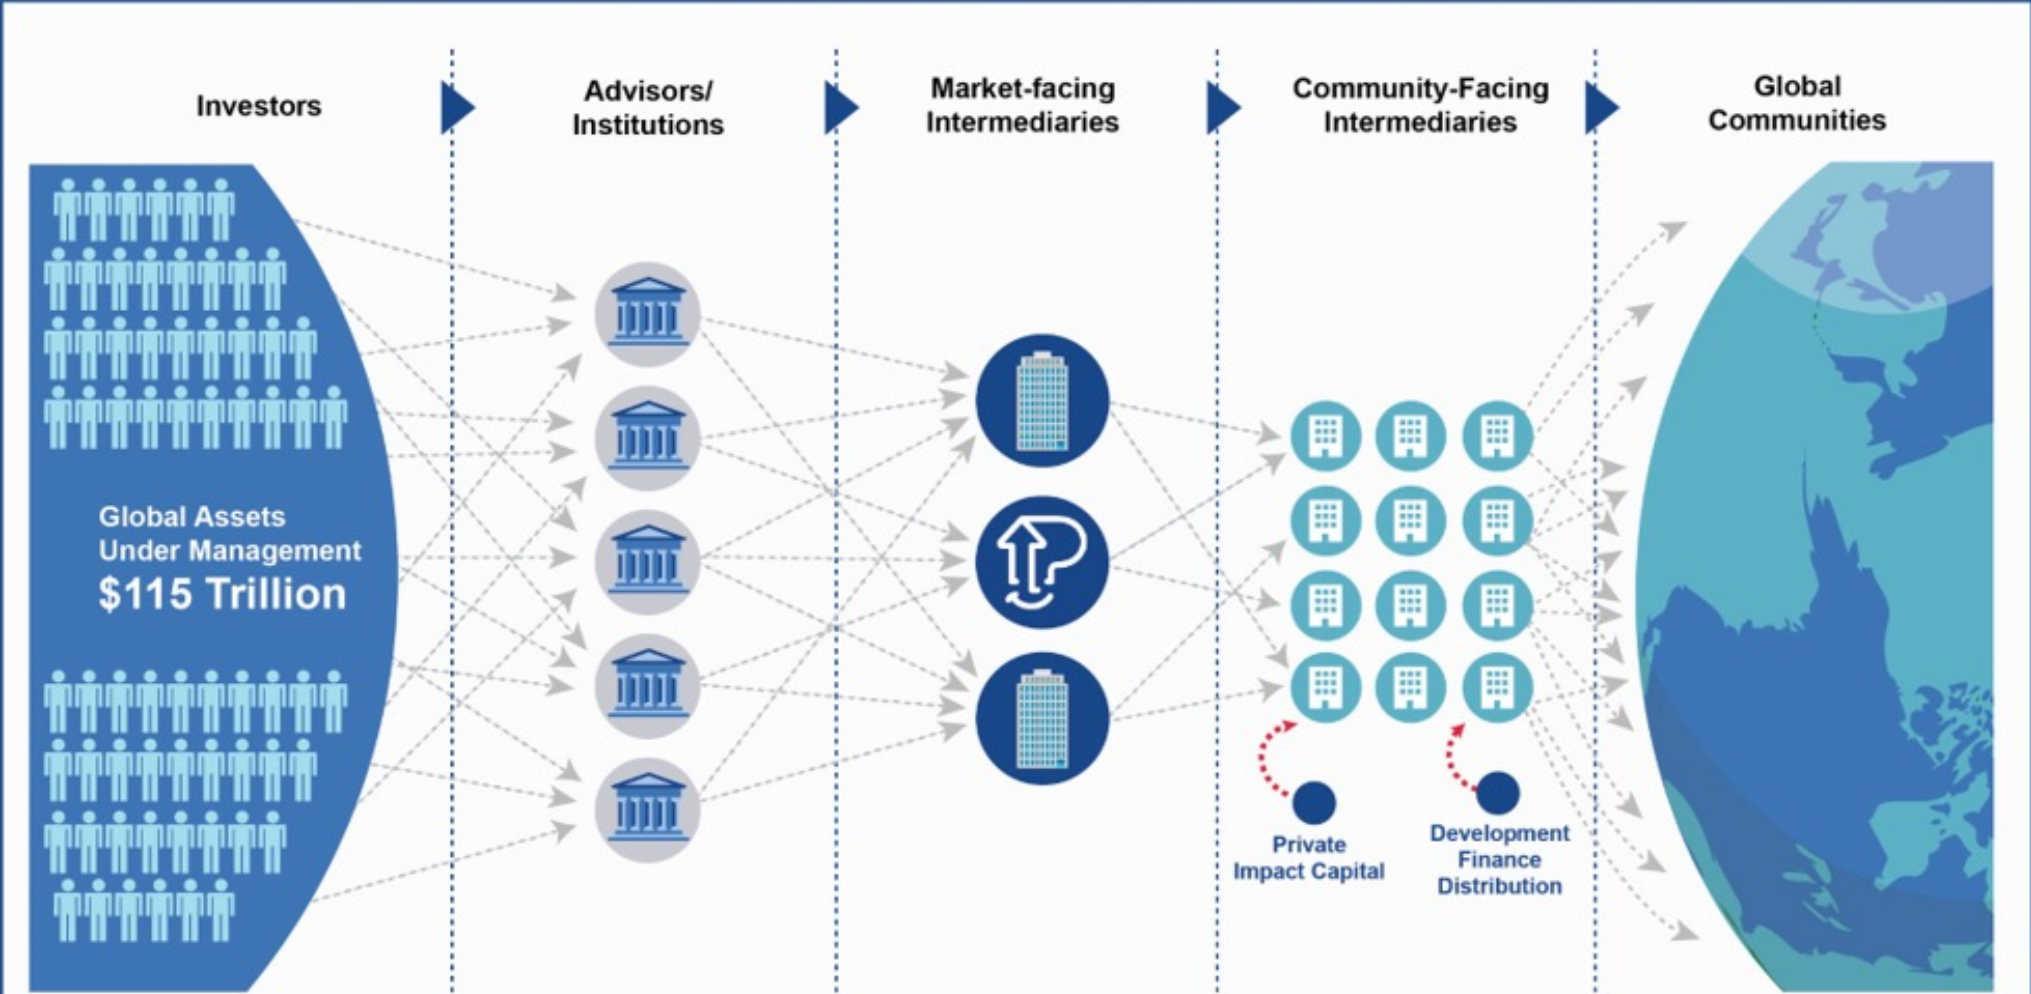 Investors
Advisors/
Institutions
Market-facing
Intermediaries
Community-Facing
Intermediaries
Global
Communities
Global Assets
Under Management
$115 Trillion
Private
Impact Capital
Development
Finance
Distribution